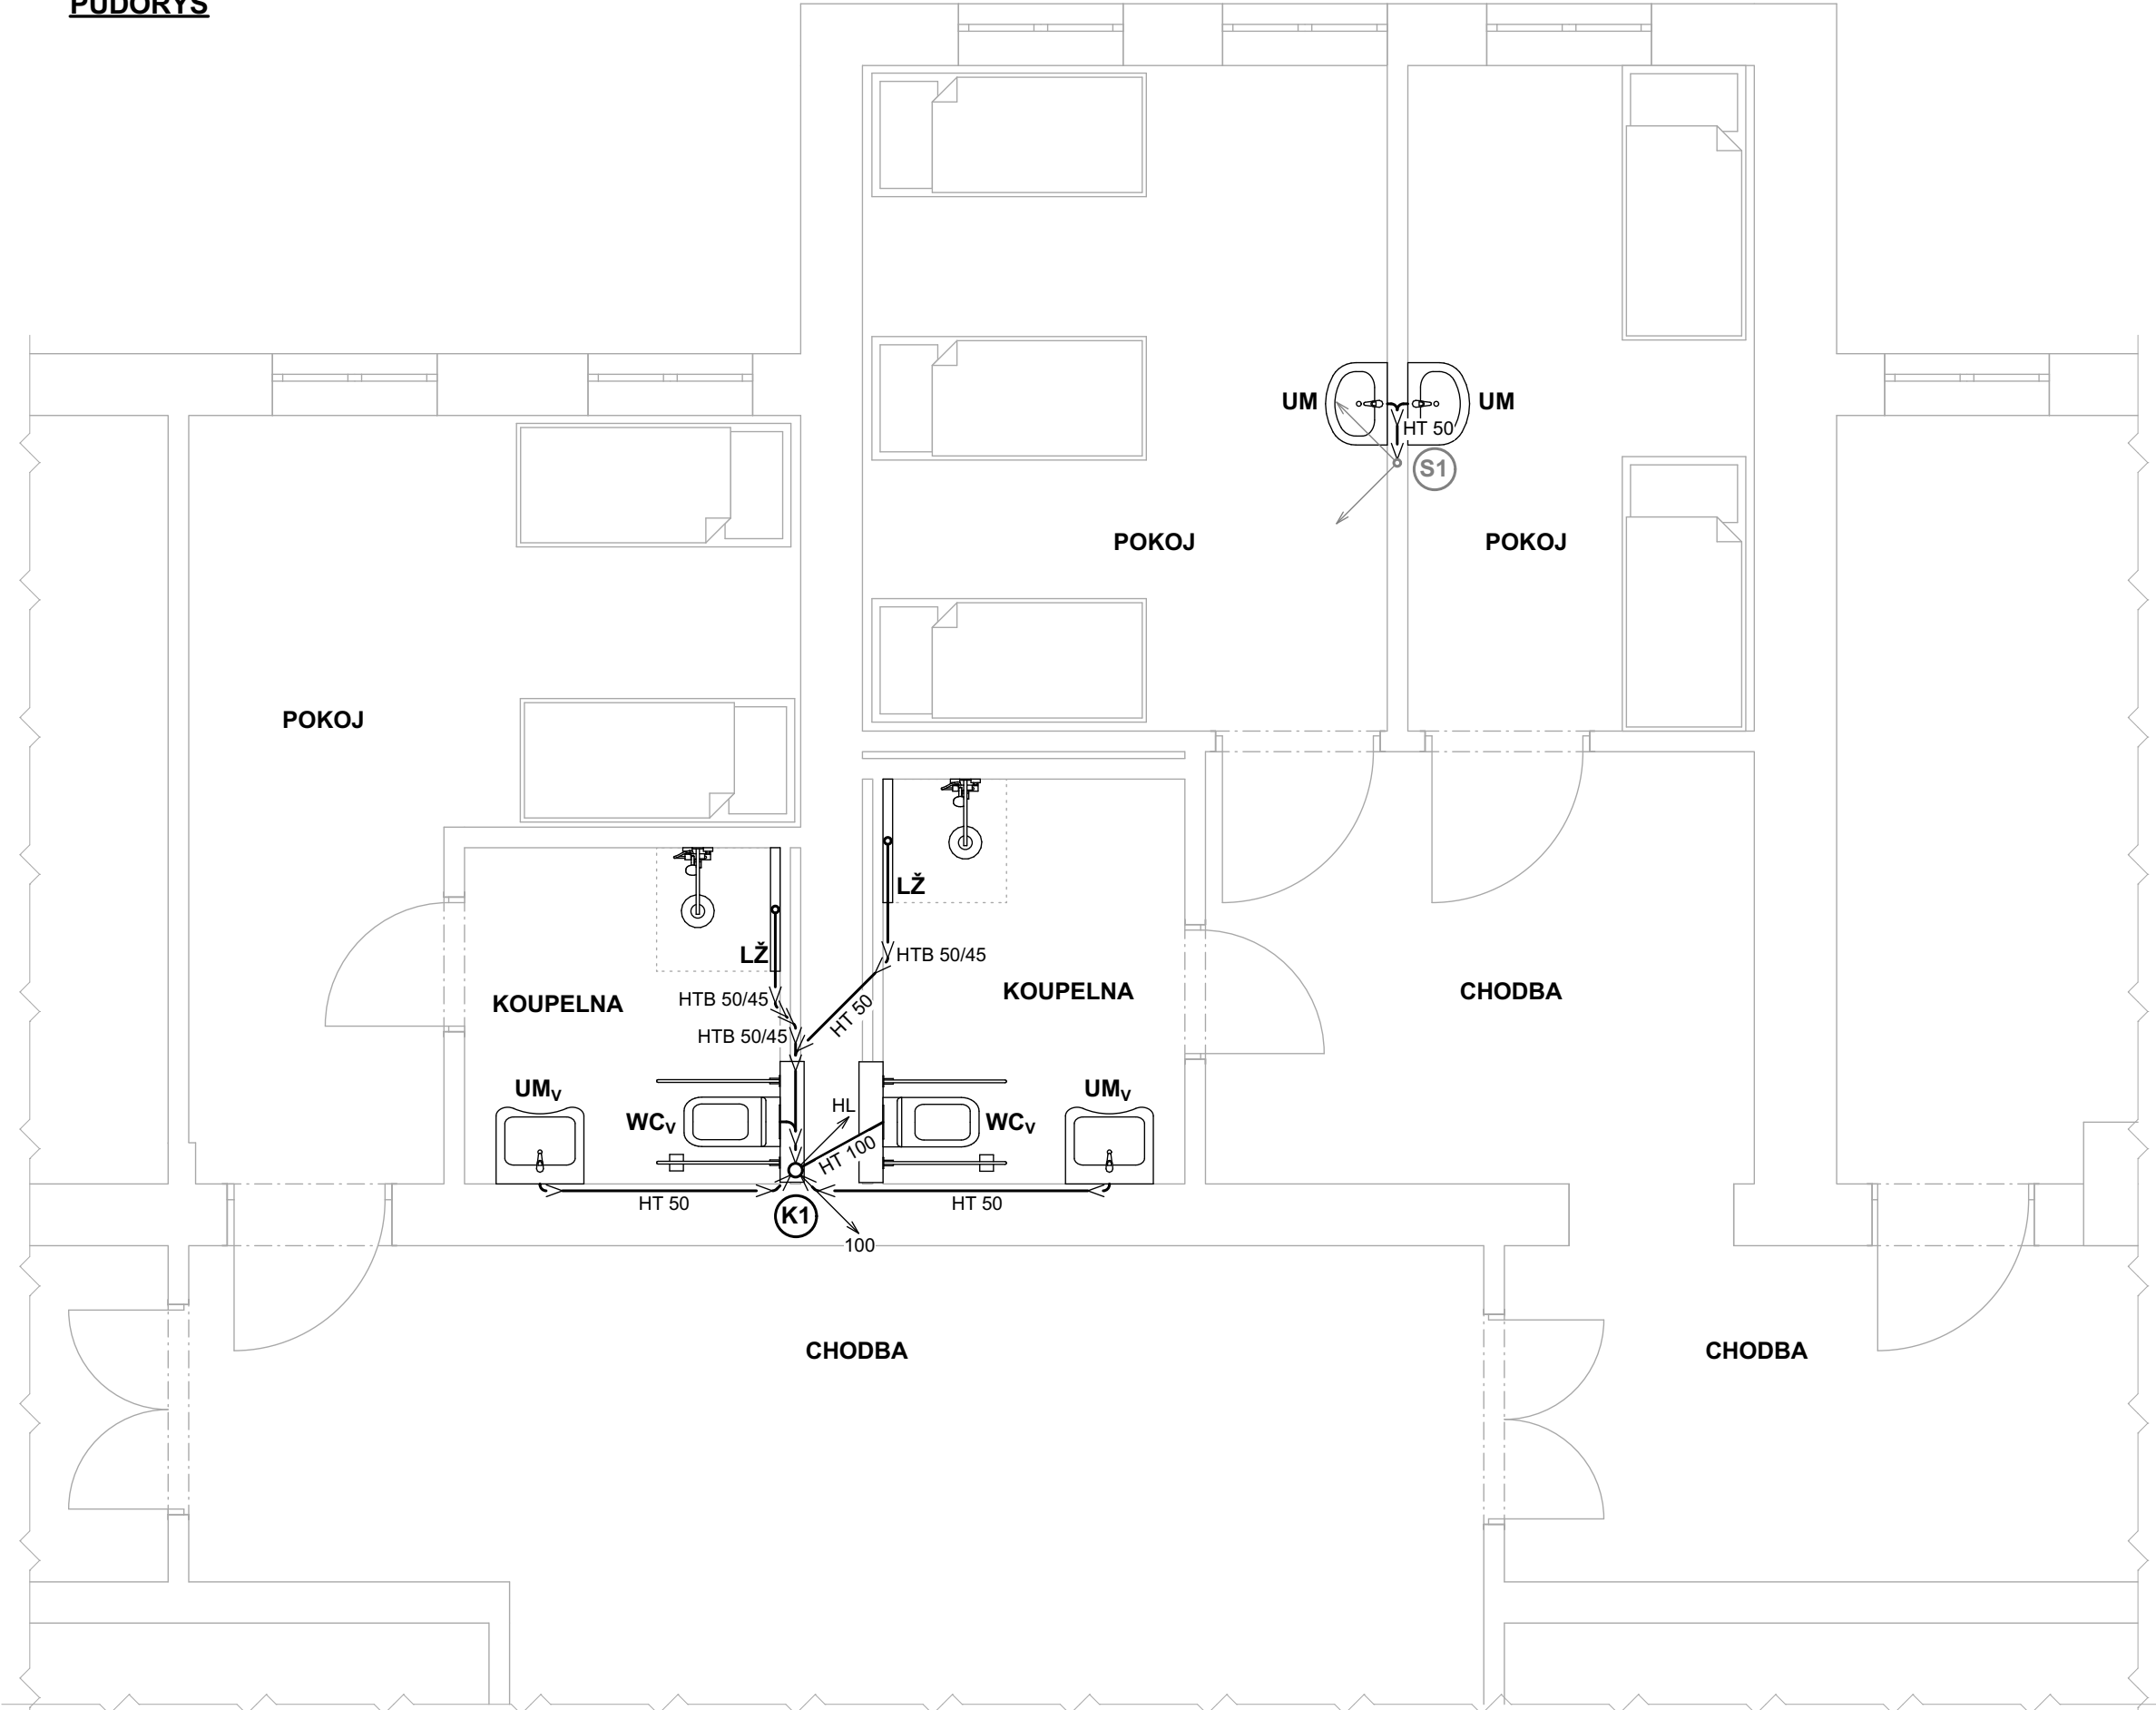 PŮDORYS
UM
UM
HT 50
S1
POKOJ
POKOJ
POKOJ
LŽ
LŽ
HTB 50/45
HTB 50/45
HT 50
HTB 50/45
KOUPELNA
KOUPELNA
CHODBA
UMV
UMV
WCV
HL
WCV
HT 100
HT 50
HT 50
K1
100
CHODBA
CHODBA